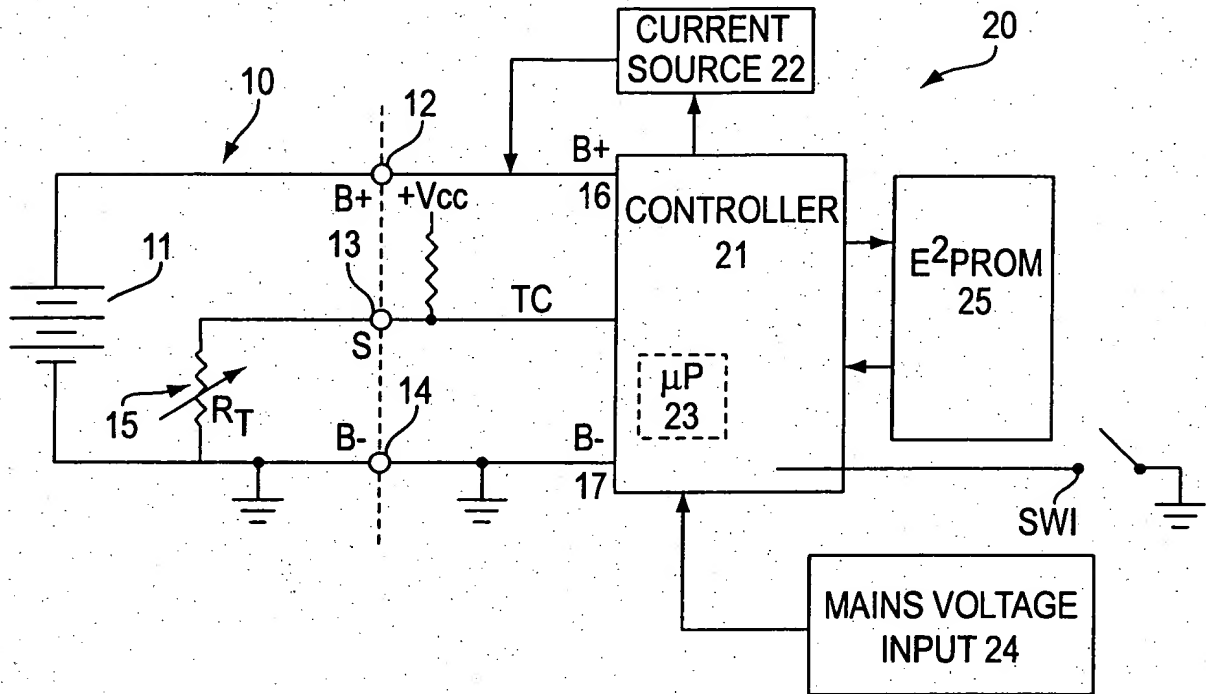 CURRENT
SOURCE 22
20
10
12
B+
B+
+Vcc
16
CONTROLLER
21
E²PROM
25
11
13
TC
S
μP
23
15
RT
14
B-
B-
17
SWI
MAINS VOLTAGE
INPUT 24